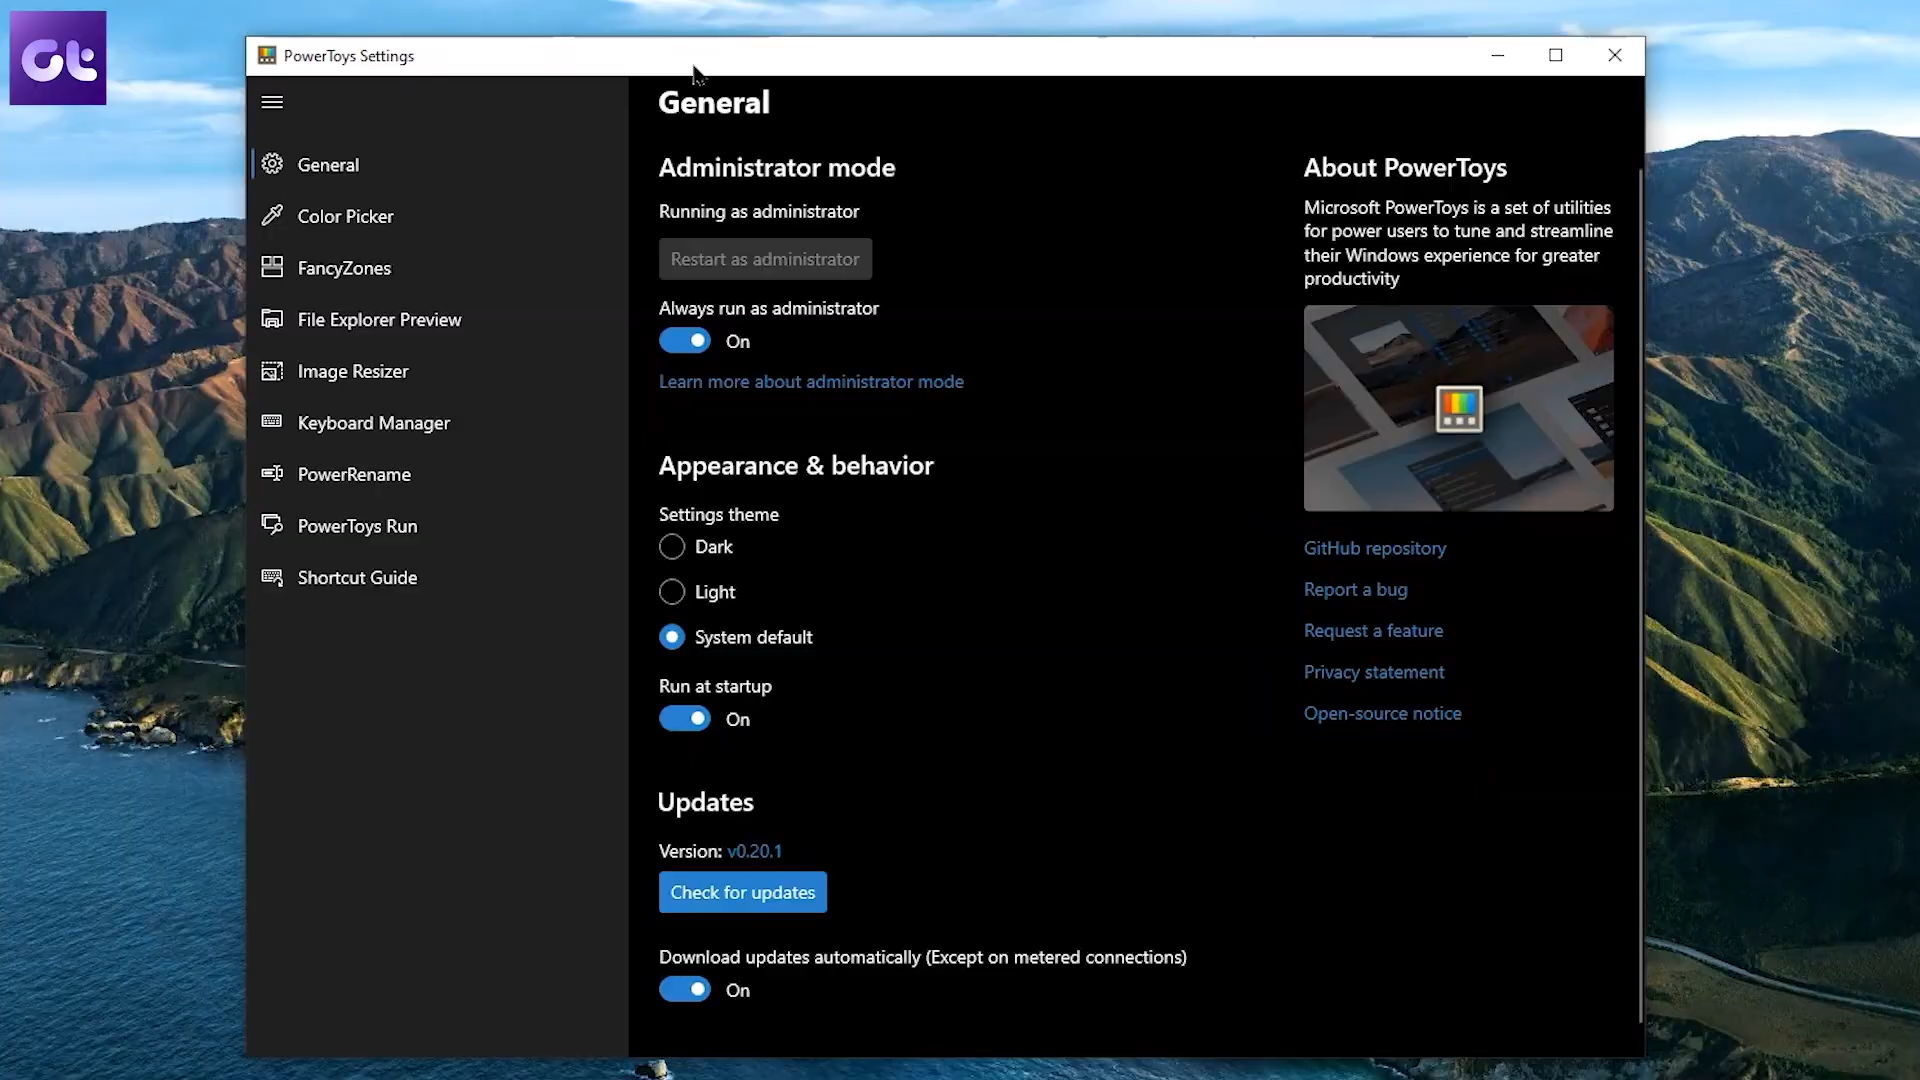 Gt
PowerToys Settings
General
Color Picker
FancyZones
File Explorer Preview
Image Resizer
Keyboard Manager
PowerRename
PowerToys Run
Shortcut Guide
General
Administrator mode
Running as administrator
Restart as administrator
Always run as administrator
On
Learn more about administrator mode
Appearance & behavior
Settings theme
Dark
Light
System default
Run at startup
On
Updates
Version: v0.20.1
Check for updates
Download updates automatically (Except on metered connections)
On
About PowerToys
Microsoft PowerToys is a set of utilities
for power users to tune and streamline
their Windows experience for greater
productivity
GitHub repository
Report a bug
Request a feature
Privacy statement
Open-source notice